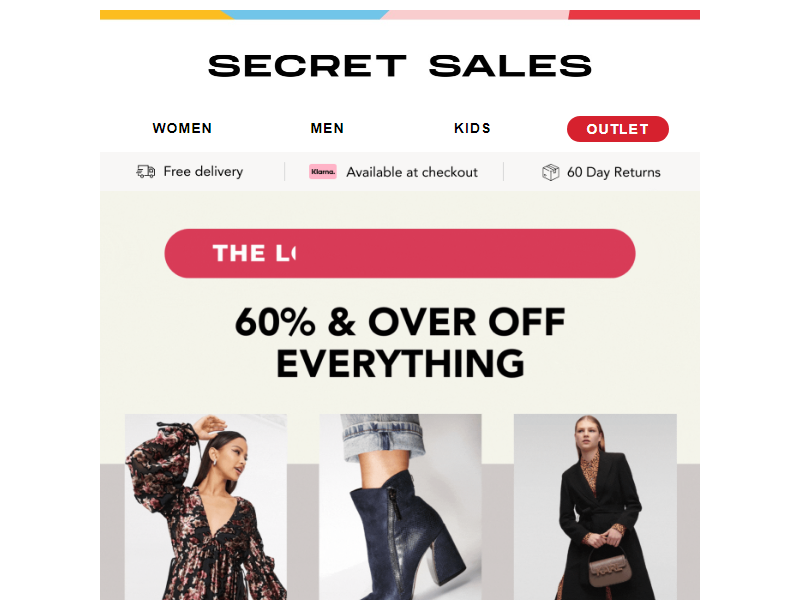 SECRET SALES
WOMEN MEN KIDS OUTLET
Free delivery Klarna. Available at checkout 60 Day Returns
THE
60% & OVER OFF
EVERYTHING